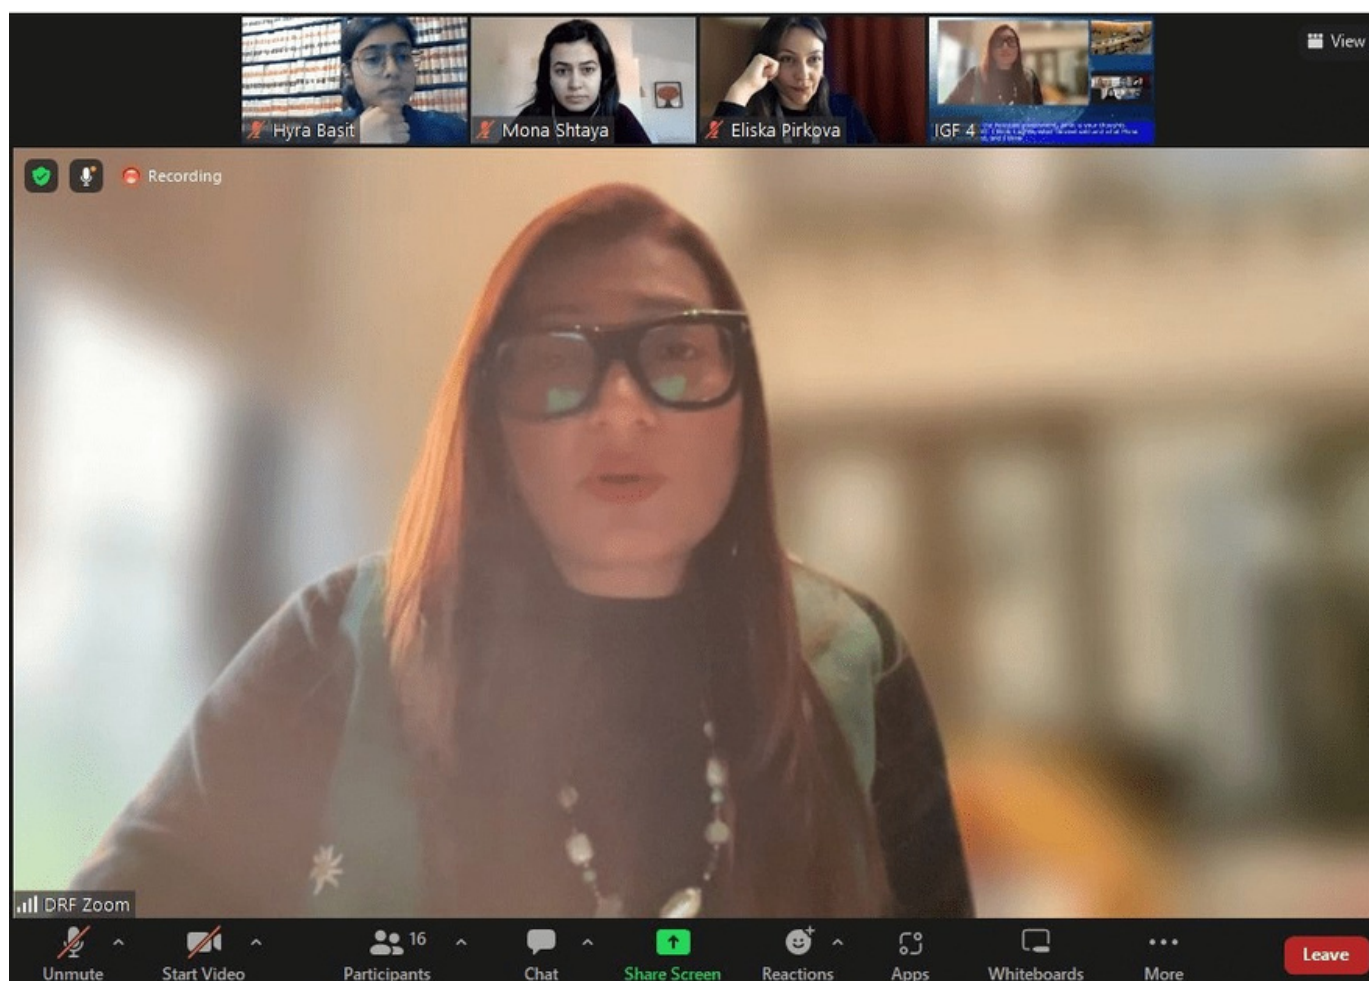 Hyra Basit
Mona Shtaya
Eliska Pirkova
IGF 4
View
Recording
DRF Zoom
16
Unmute
Start Video
Participants
Chat
Share Screen
Reactions
Apps
Whiteboards
More
Leave